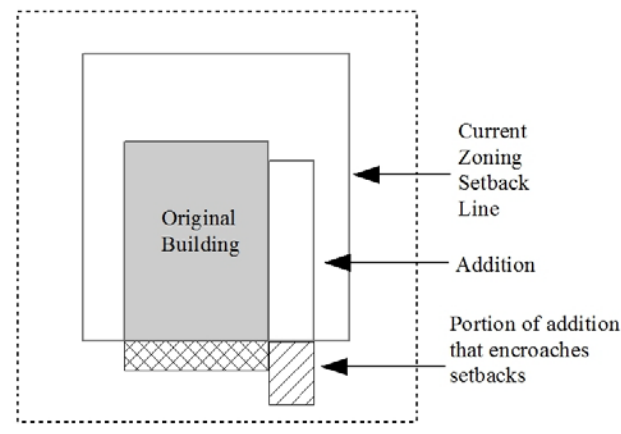 Current
Zoning
Setback
Line
Original
Building
Addition
Portion of addition
that encroaches
setbacks